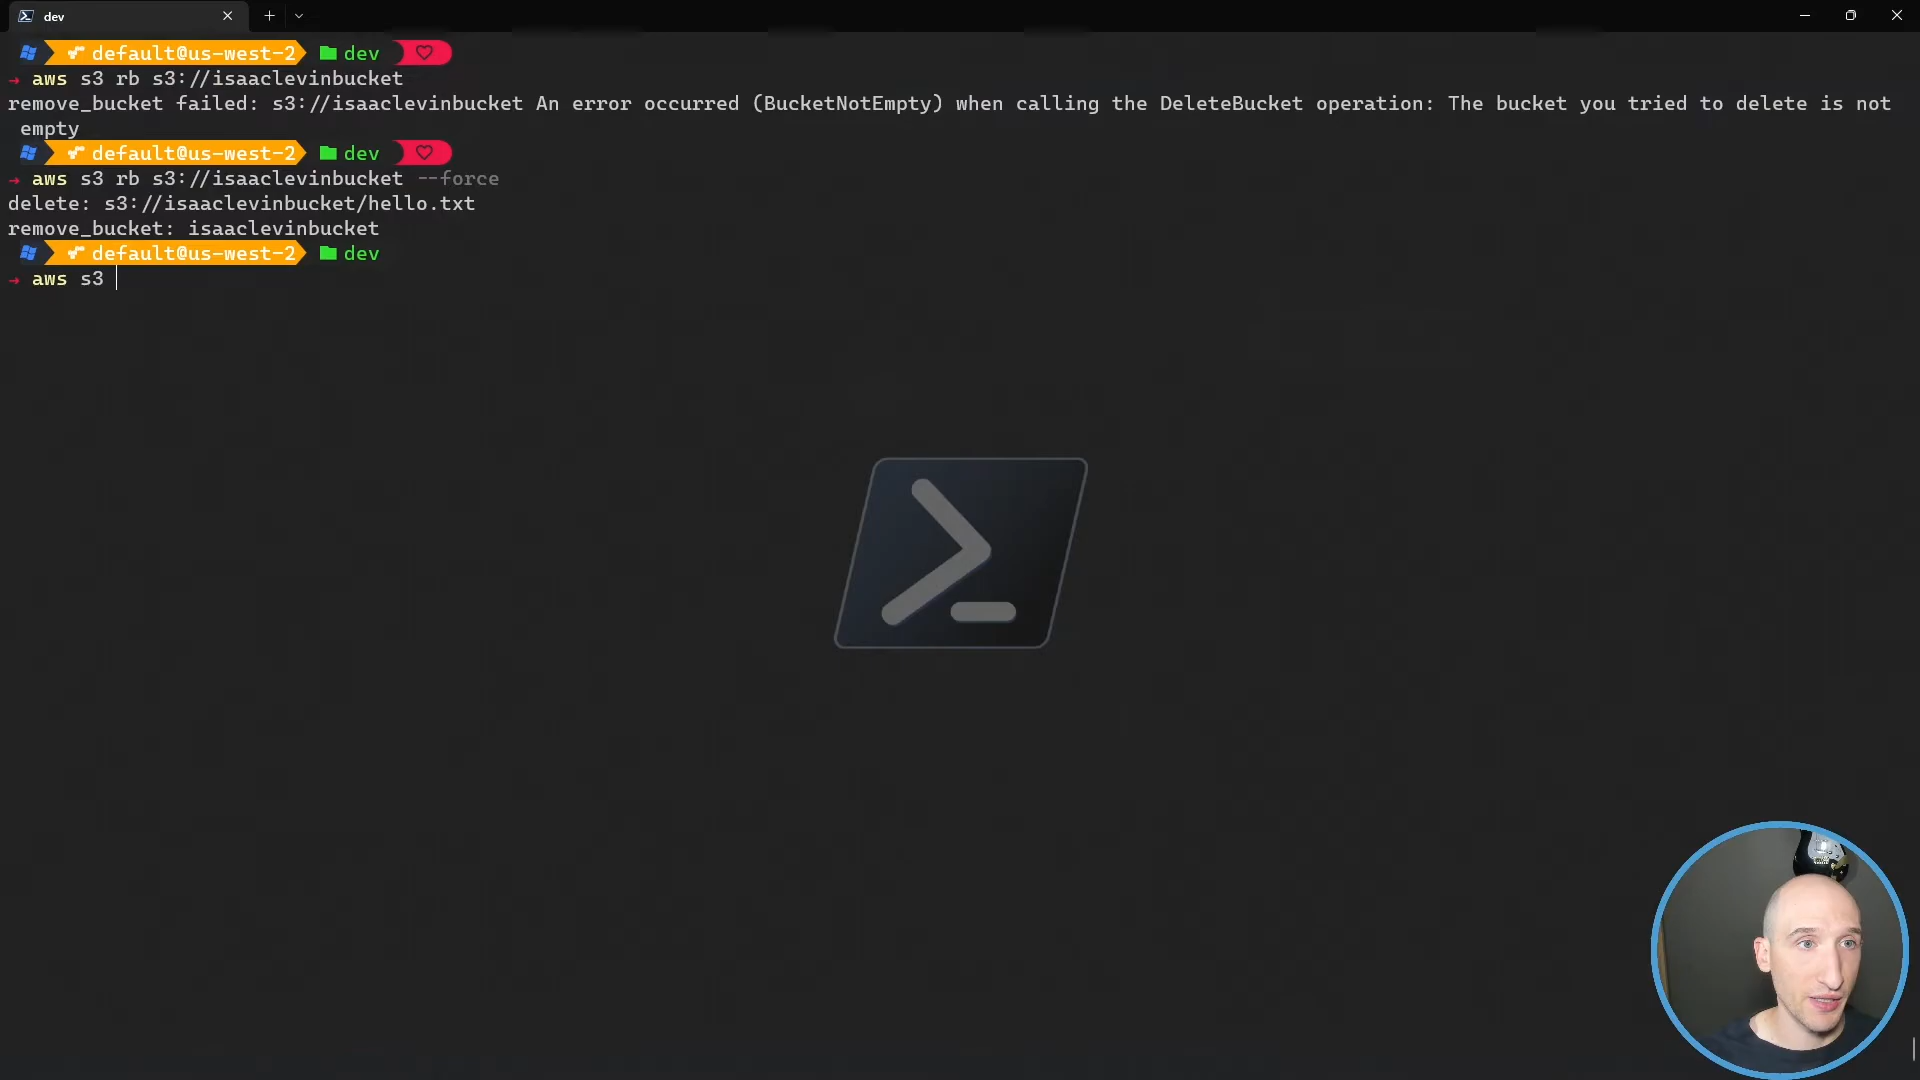 dev
default@us-west-2 dev
→ aws s3 rb s3://isaaclevinbucket
remove_bucket failed: s3://isaaclevinbucket An error occurred (BucketNotEmpty) when calling the DeleteBucket operation: The bucket you tried to delete is not
empty
default@us-west-2 dev
→ aws s3 rb s3://isaaclevinbucket --force
delete: s3://isaaclevinbucket/hello.txt
remove_bucket: isaaclevinbucket
default@us-west-2 dev
→ aws s3